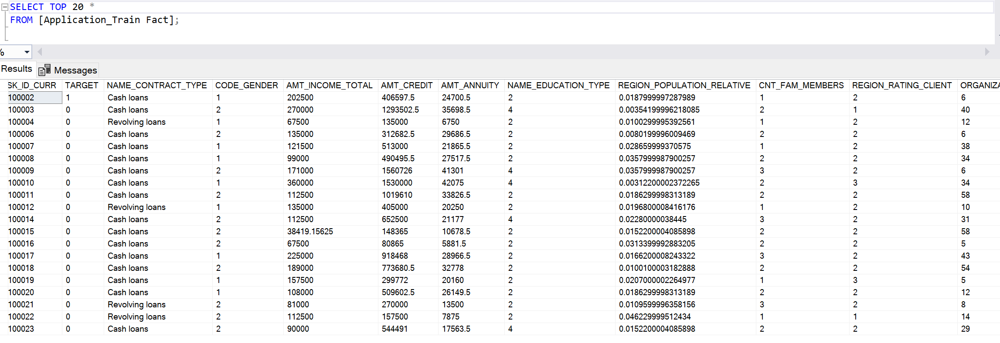 SELECT TOP 20 *
FROM [Application_Train Fact];
%
Results Messages
SK_ID_CURR TARGET NAME_CONTRACT_TYPE CODE_GENDER AMT_INCOME_TOTAL AMT_CREDIT AMT_ANNUITY NAME_EDUCATION_TYPE REGION_POPULATION_RELATIVE CNT_FAM_MEMBERS REGION_RATING_CLIENT ORGANIZA
100002 1 Cash loans 1 202500 406597.5 24700.5 2 0.0187999997287989 1 2 6
100003 0 Cash loans 2 270000 1293502.5 35698.5 4 0.00354199996218085 2 1 40
100004 0 Revolving loans 1 67500 135000 6750 2 0.0100299995392561 1 2 12
100006 0 Cash loans 2 135000 312682.5 29686.5 2 0.0080199996009469 2 2 6
100007 0 Cash loans 1 121500 513000 21865.5 2 0.028659999370575 1 2 38
100008 0 Cash loans 1 99000 490495.5 27517.5 2 0.0357999987900257 2 2 34
100009 0 Cash loans 2 171000 1560726 41301 4 0.0357999987900257 3 2 6
100010 0 Cash loans 1 360000 1530000 42075 4 0.00312200002372265 2 3 34
100011 0 Cash loans 2 112500 1019610 33826.5 2 0.0186299998313189 2 2 58
100012 0 Revolving loans 1 135000 405000 20250 2 0.0196800008416176 1 2 10
100014 0 Cash loans 2 112500 652500 21177 4 0.02280000038445 3 2 31
100015 0 Cash loans 2 38419.15625 148365 10678.5 2 0.0152200004085898 2 2 58
100016 0 Cash loans 2 67500 80865 5881.5 2 0.0313399992883205 2 2 5
100017 0 Cash loans 1 225000 918468 28966.5 2 0.0166200008243322 3 2 43
100018 0 Cash loans 2 189000 773680.5 32778 2 0.0100100003182888 2 2 54
100019 0 Cash loans 1 157500 299772 20160 2 0.0207000002264977 1 3 5
100020 0 Cash loans 1 108000 509602.5 26149.5 2 0.0186299998313189 2 2 12
100021 0 Revolving loans 2 81000 270000 13500 2 0.0109599996358156 3 2 8
100022 0 Revolving loans 2 112500 157500 7875 2 0.046229999512434 1 1 14
100023 0 Cash loans 2 90000 544491 17563.5 4 0.0152200004085898 2 2 29